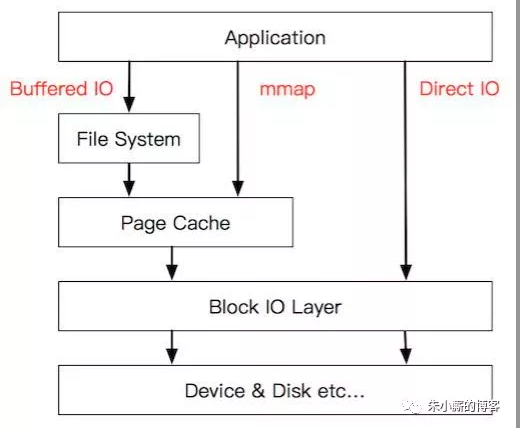 Application
Buffered IO
mmap
Direct IO
File System
Page Cache
Block IO Layer
Device & Disk etc...
朱小厮的博客